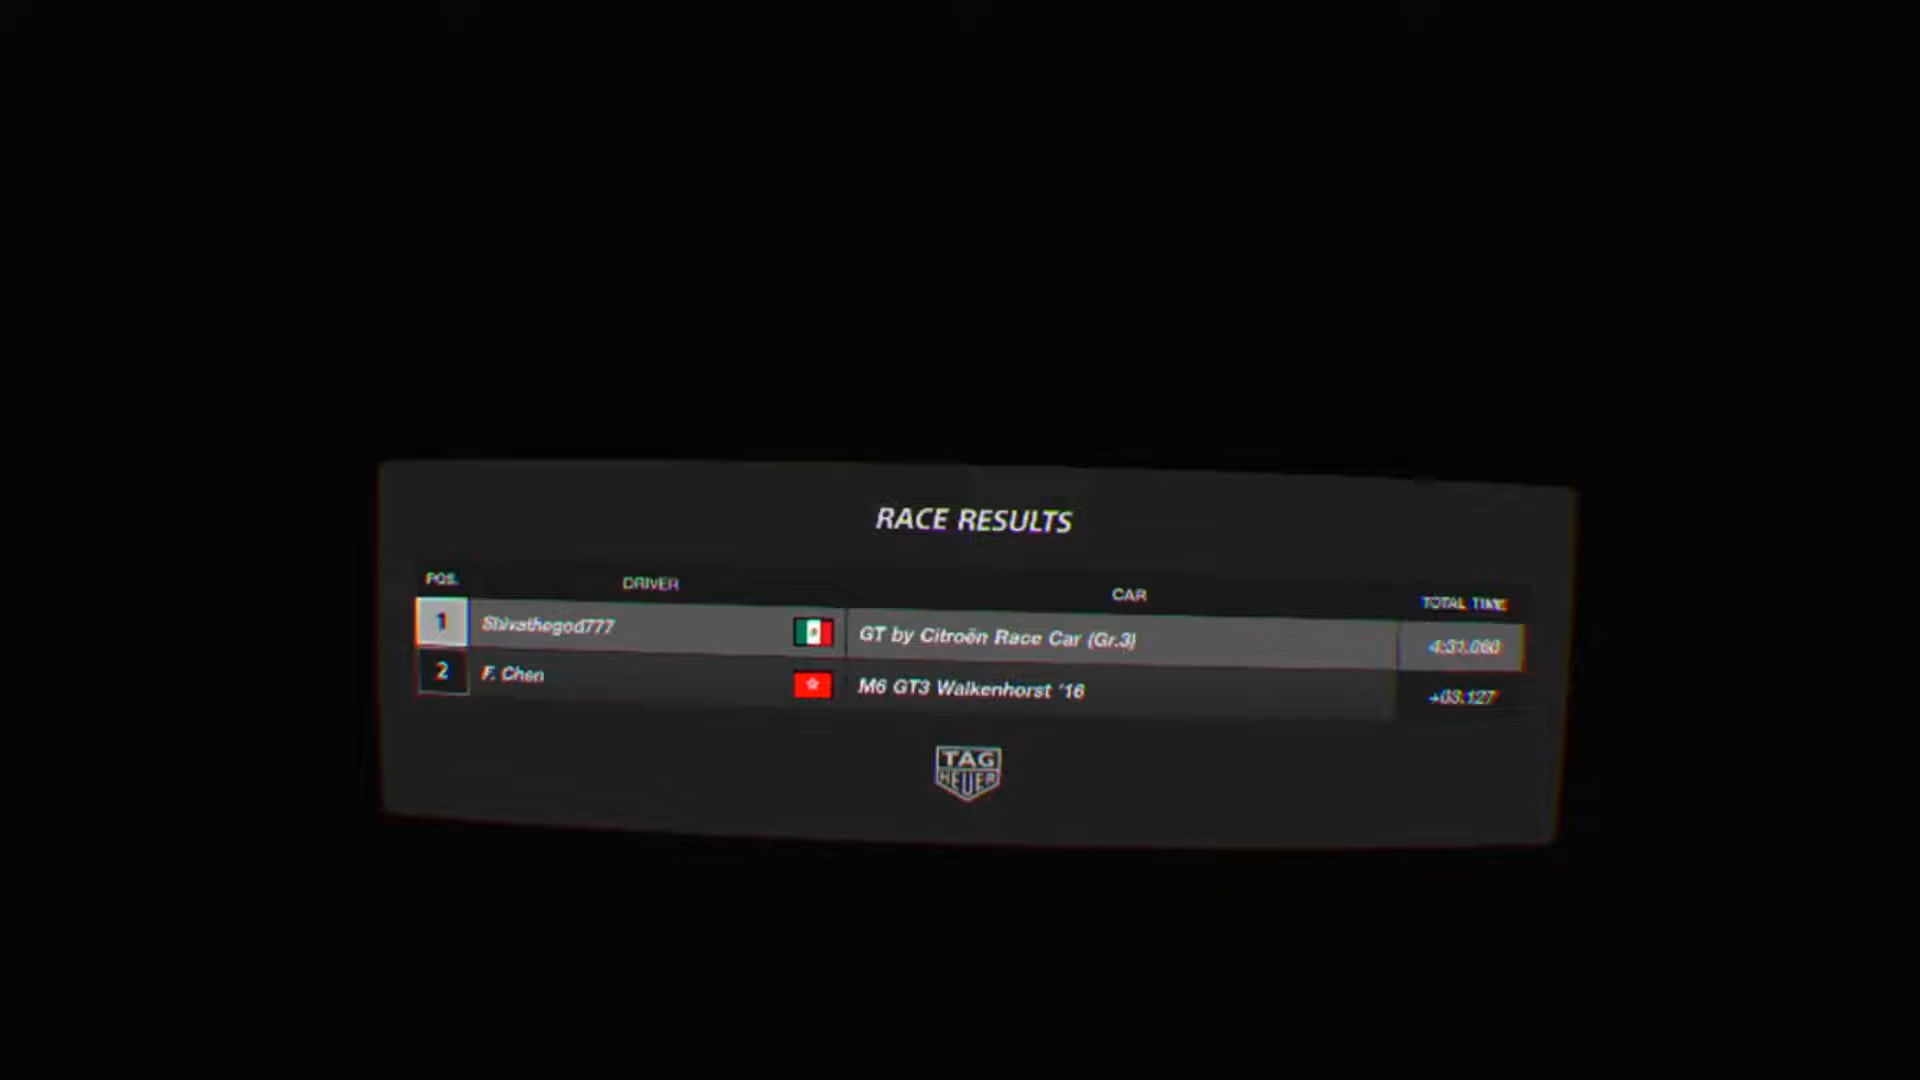 RACE RESULTS
POS. DRIVER CAR TOTAL TIME
1 Shivathegod777 GT by Citroën Race Car (Gr.3) 4:31.060
2 F. Chen M6 GT3 Walkenhorst '16 +03.127
TAG
HEUER